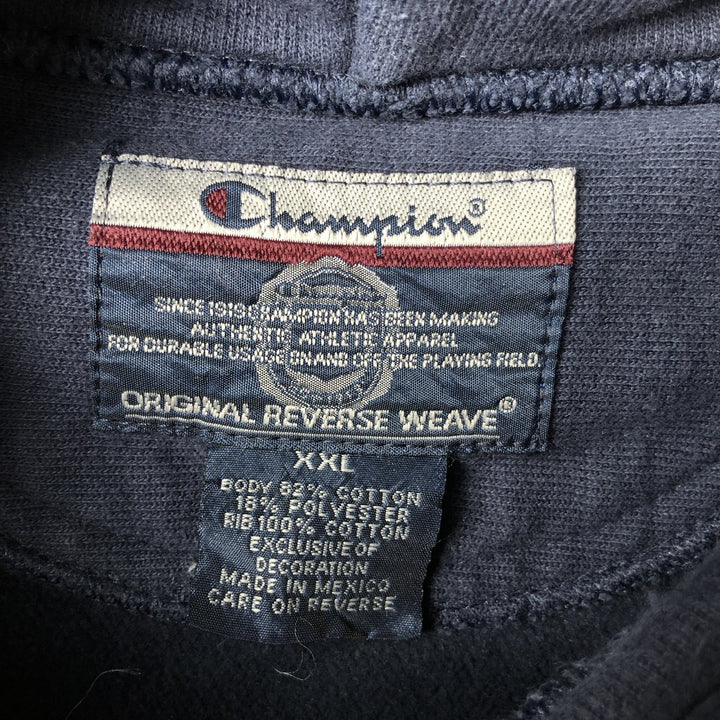 Champion®
SINCE 1919 CHAMPION HAS BEEN MAKING
AUTHENTIC ATHLETIC APPAREL
FOR DURABLE USAGE ON AND OFF THE PLAYING FIELD.
ORIGINAL REVERSE WEAVE®
XXL
BODY 82% COTTON
18% POLYESTER
RIB 100% COTTON
EXCLUSIVE OF
DECORATION
MADE IN MEXICO
CARE ON REVERSE